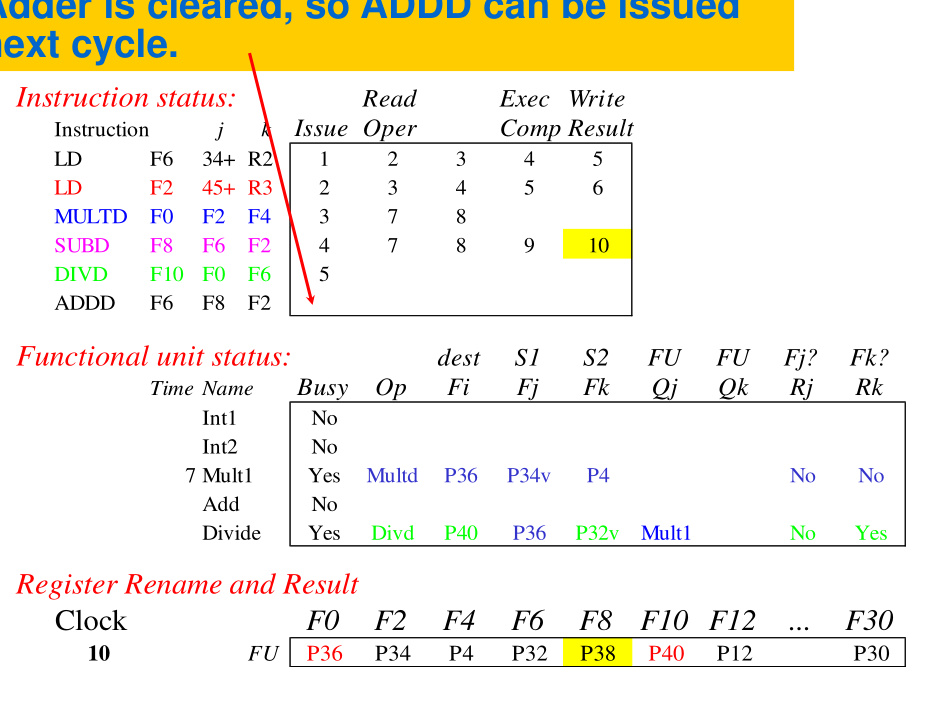 Adder is cleared, so ADDD can be issued
next cycle.
Instruction status: Read Exec Write
Instruction j k Issue Oper Comp Result
LD F6 34+ R2 1 2 3 4 5
LD F2 45+ R3 2 3 4 5 6
MULTD F0 F2 F4 3 7 8
SUBD F8 F6 F2 4 7 8 9 10
DIVD F10 F0 F6 5
ADDD F6 F8 F2
Functional unit status: dest S1 S2 FU FU Fj? Fk?
Time Name Busy Op Fi Fj Fk Qj Qk Rj Rk
Int1 No
Int2 No
7 Mult1 Yes Multd P36 P34v P4 No No
Add No
Divide Yes Divd P40 P36 P32v Mult1 No Yes
Register Rename and Result
Clock F0 F2 F4 F6 F8 F10 F12 ... F30
10 FU P36 P34 P4 P32 P38 P40 P12 P30